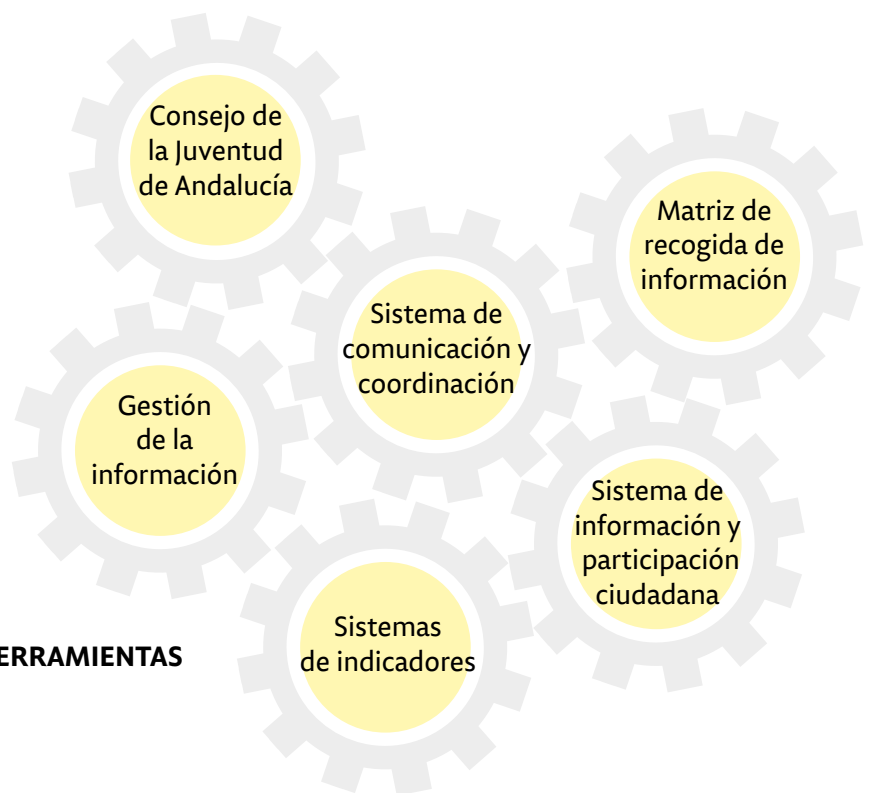 Consejo de
la Juventud
de Andalucía
Matriz de
recogida de
información
Sistema de
comunicación y
coordinación
Gestión
de la
información
Sistema de
información y
participación
ciudadana
Sistemas
de indicadores
ERRAMIENTAS